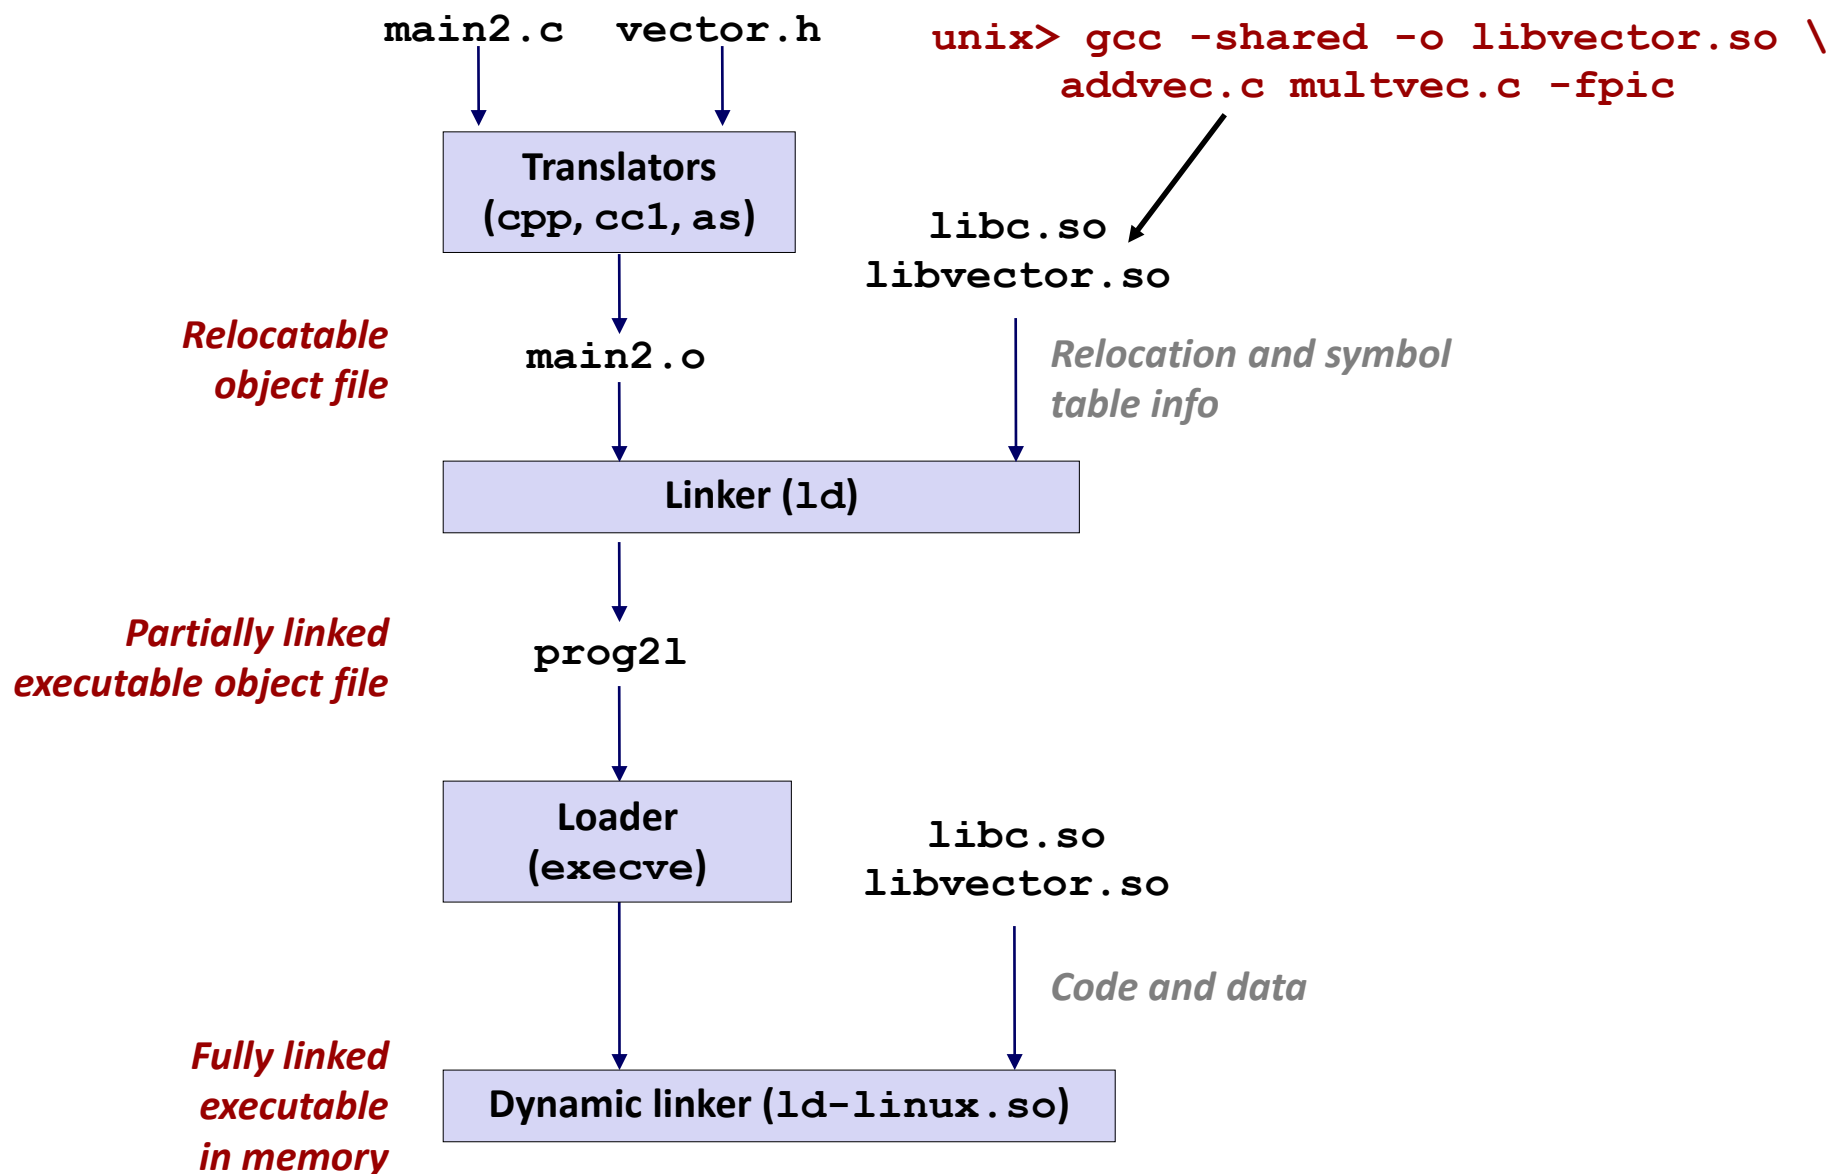 main2.c vector.h
unix> gcc -shared -o libvector.so \
addvec.c multvec.c -fpic
Translators
(cpp, cc1, as)
libc.so
libvector.so
Relocatable
object file
main2.o
Relocation and symbol
table info
Linker (ld)
Partially linked
executable object file
prog2l
Loader
(execve)
libc.so
libvector.so
Code and data
Fully linked
executable
in memory
Dynamic linker (ld-linux.so)